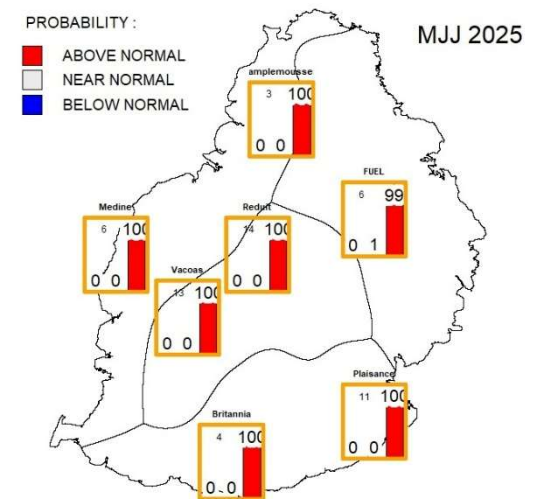 PROBABILITY :
MJJ 2025
ABOVE NORMAL
NEAR NORMAL
BELOW NORMAL
amplemousse
3 100
0 0
FUEL
6 99
0 1
Medine
6 100
0 0
Reduit
14 100
0 0
Vacoas
13 100
0 0
Plaisance
11 100
0 0
Britannia
4 100
0 0